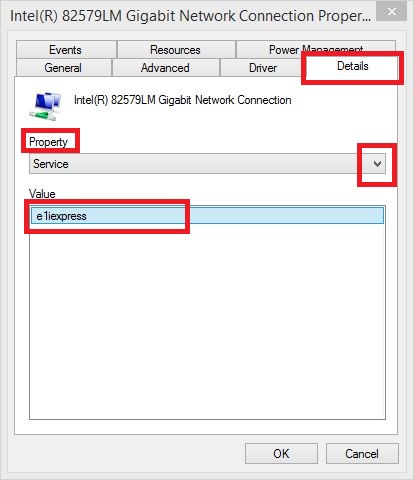 Intel(R) 82579LM Gigabit Network Connection Proper...
Events Resources Power Management
General Advanced Driver Details
Intel(R) 82579LM Gigabit Network Connection
Property
Service
Value
e1iexpress
OK Cancel